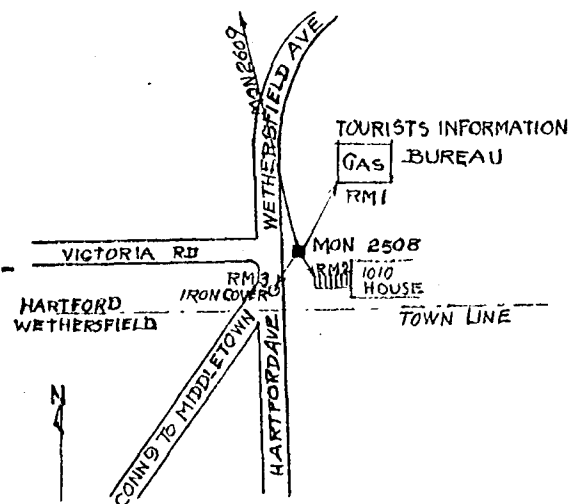 MON 2609
WETHERSFIELD AVE
TOURISTS INFORMATION
BUREAU
GAS
RM1
VICTORIA RD
MON 2508
RM2
1010
HOUSE
RM3
IRON COVER
HARTFORD
WETHERSFIELD
TOWN LINE
N
CONN 9 TO MIDDLETOWN
HARTFORD AVE